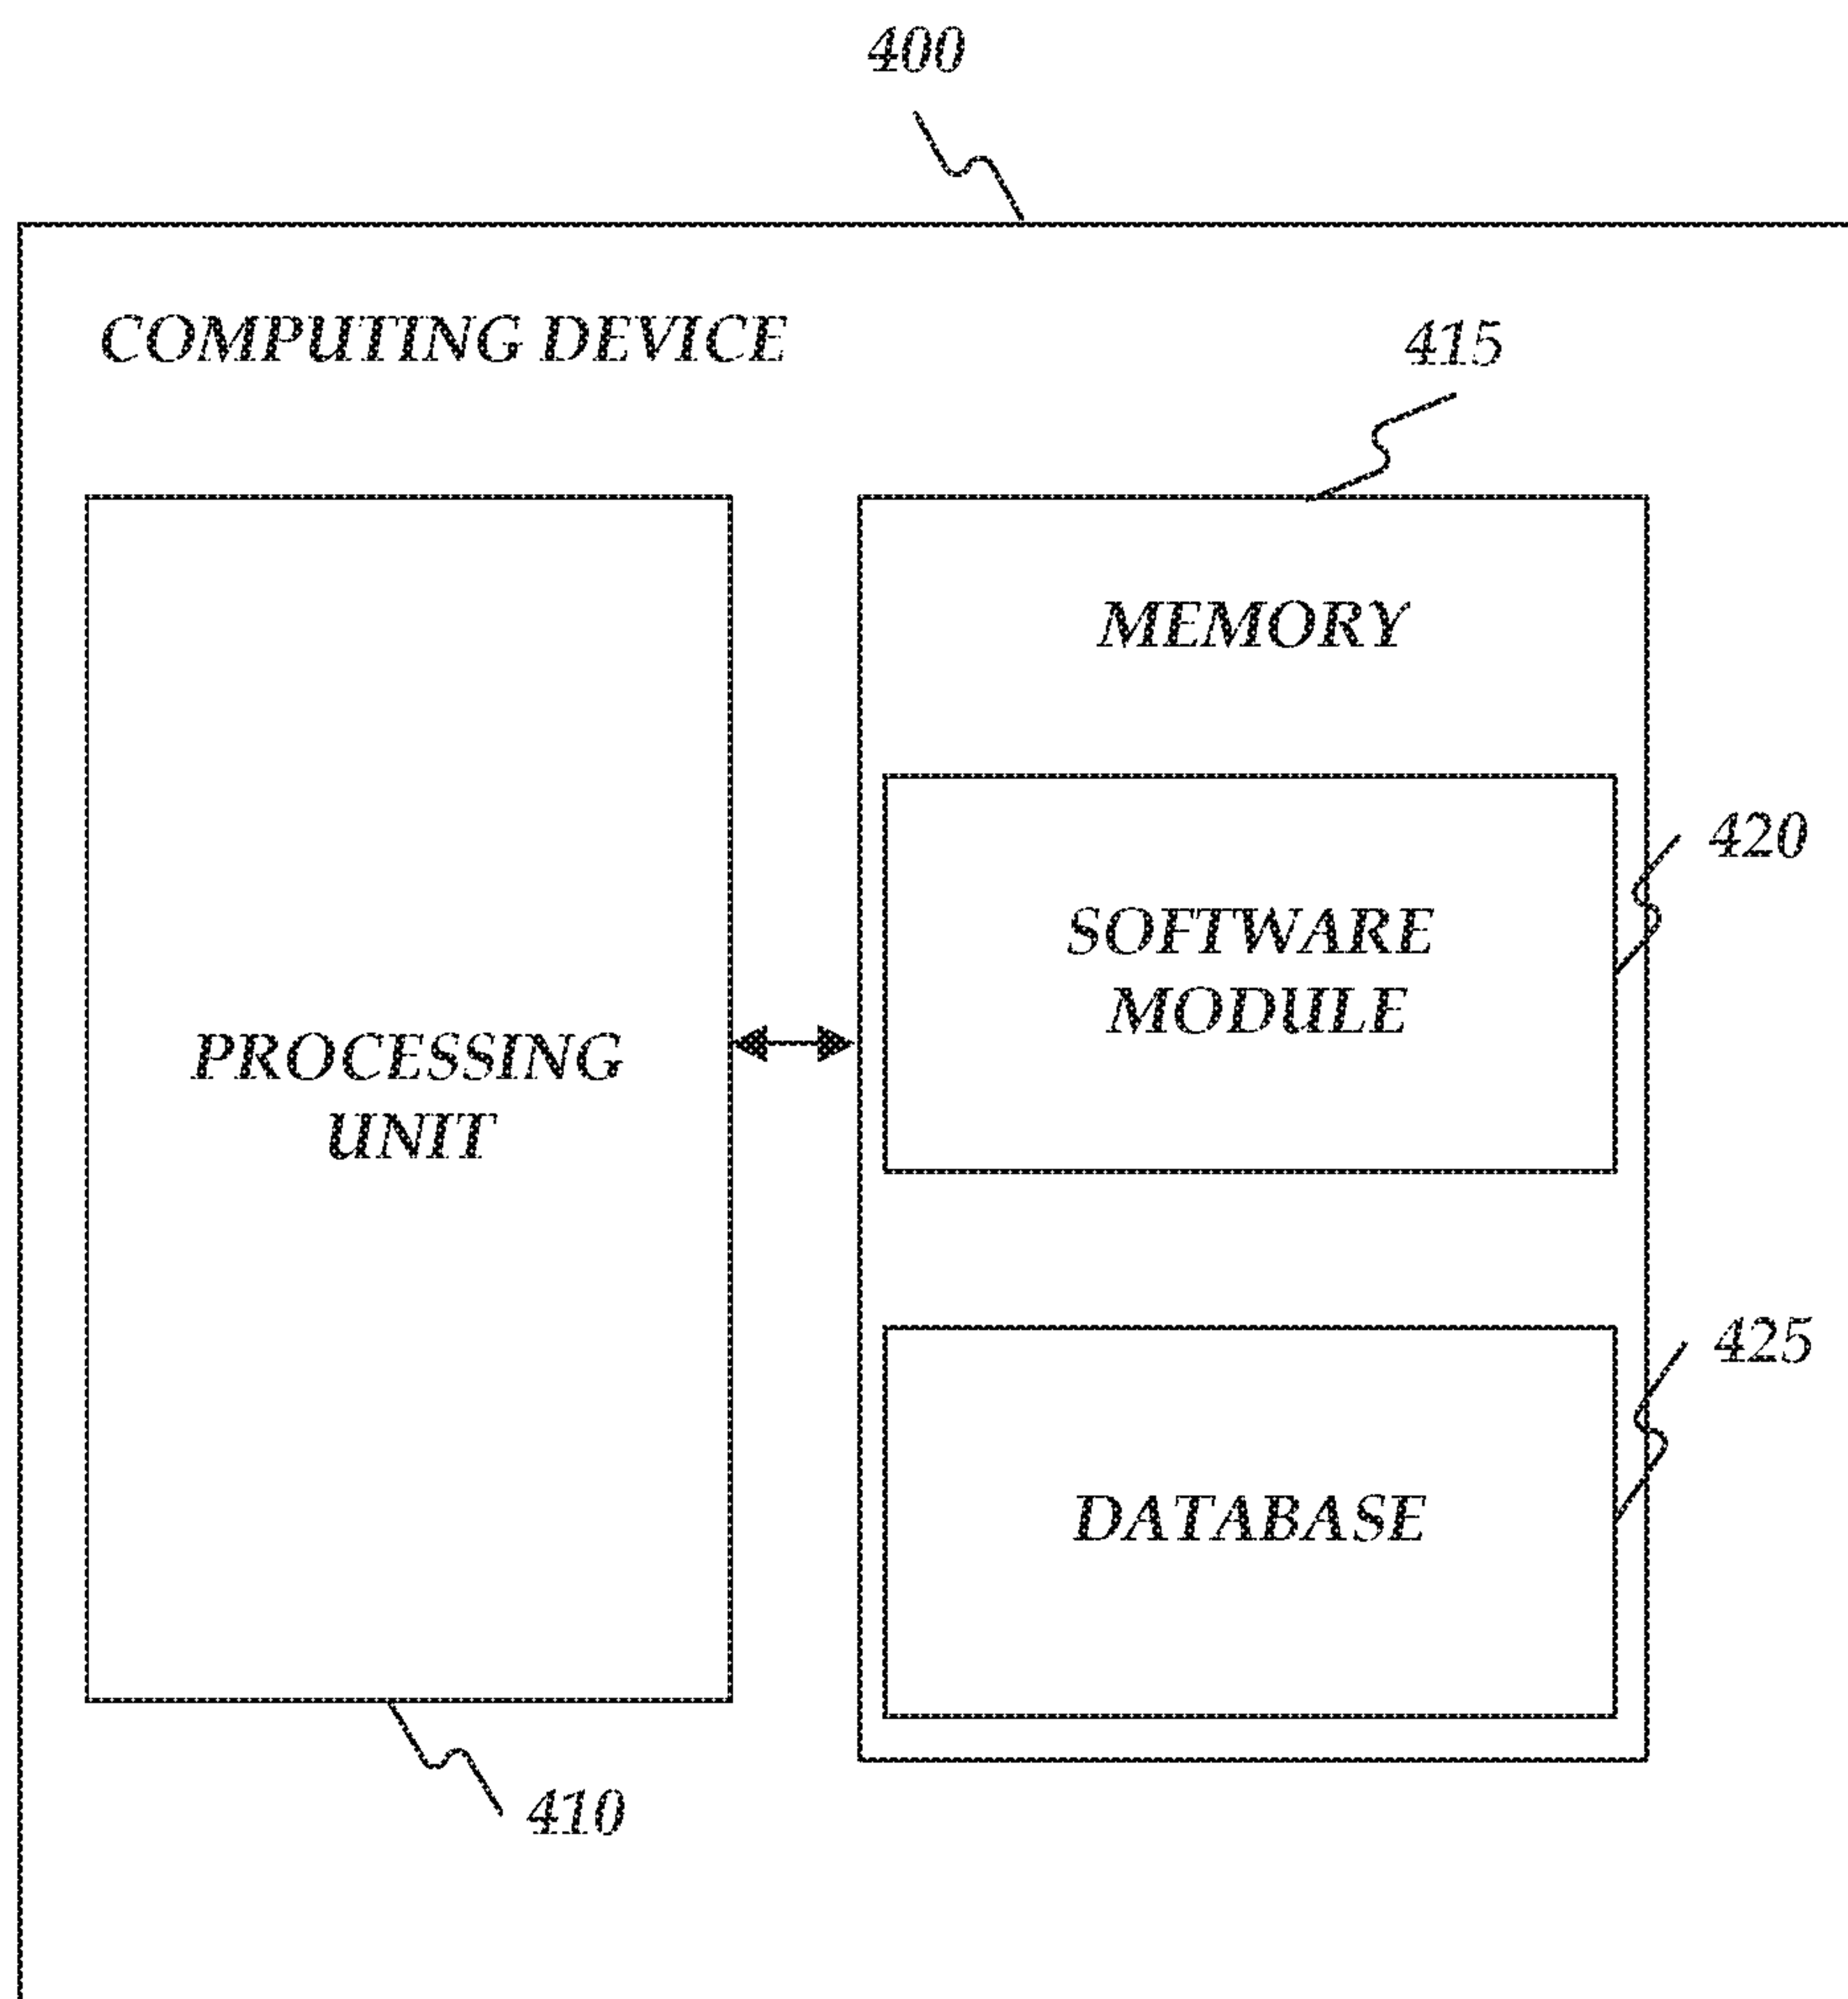 400
COMPUTING DEVICE
415
MEMORY
420
SOFTWARE
MODULE
PROCESSING
UNIT
425
DATABASE
410